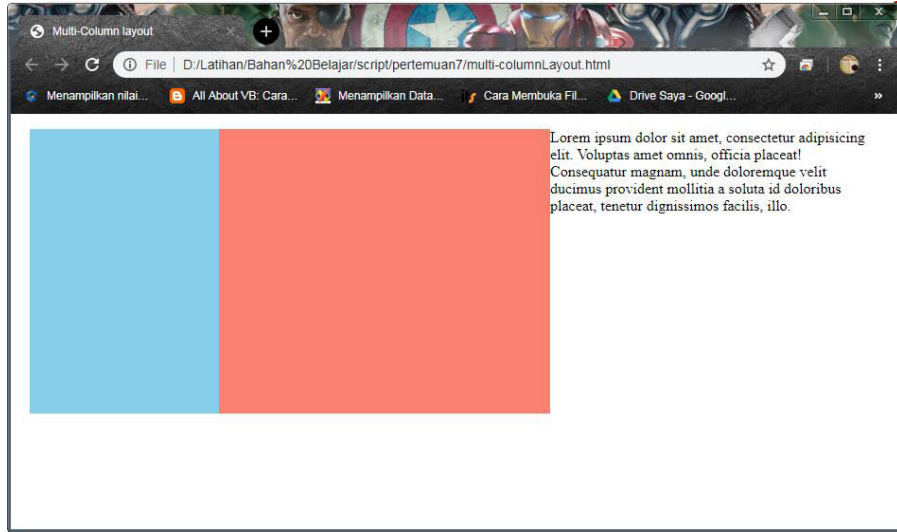 Multi-Column layout
File | D:/Latihan/Bahan%20Belajar/script/pertemuan7/multi-columnLayout.html
Menampilkan nilai... All About VB: Cara... Menampilkan Data... Cara Membuka Fil... Drive Saya - Googl... »
Lorem ipsum dolor sit amet, consectetur adipisicing
elit. Voluptas amet omnis, officia placeat!
Consequatur magnam, unde doloremque velit
ducimus provident mollitia a soluta id doloribus
placeat, tenetur dignissimos facilis, illo.